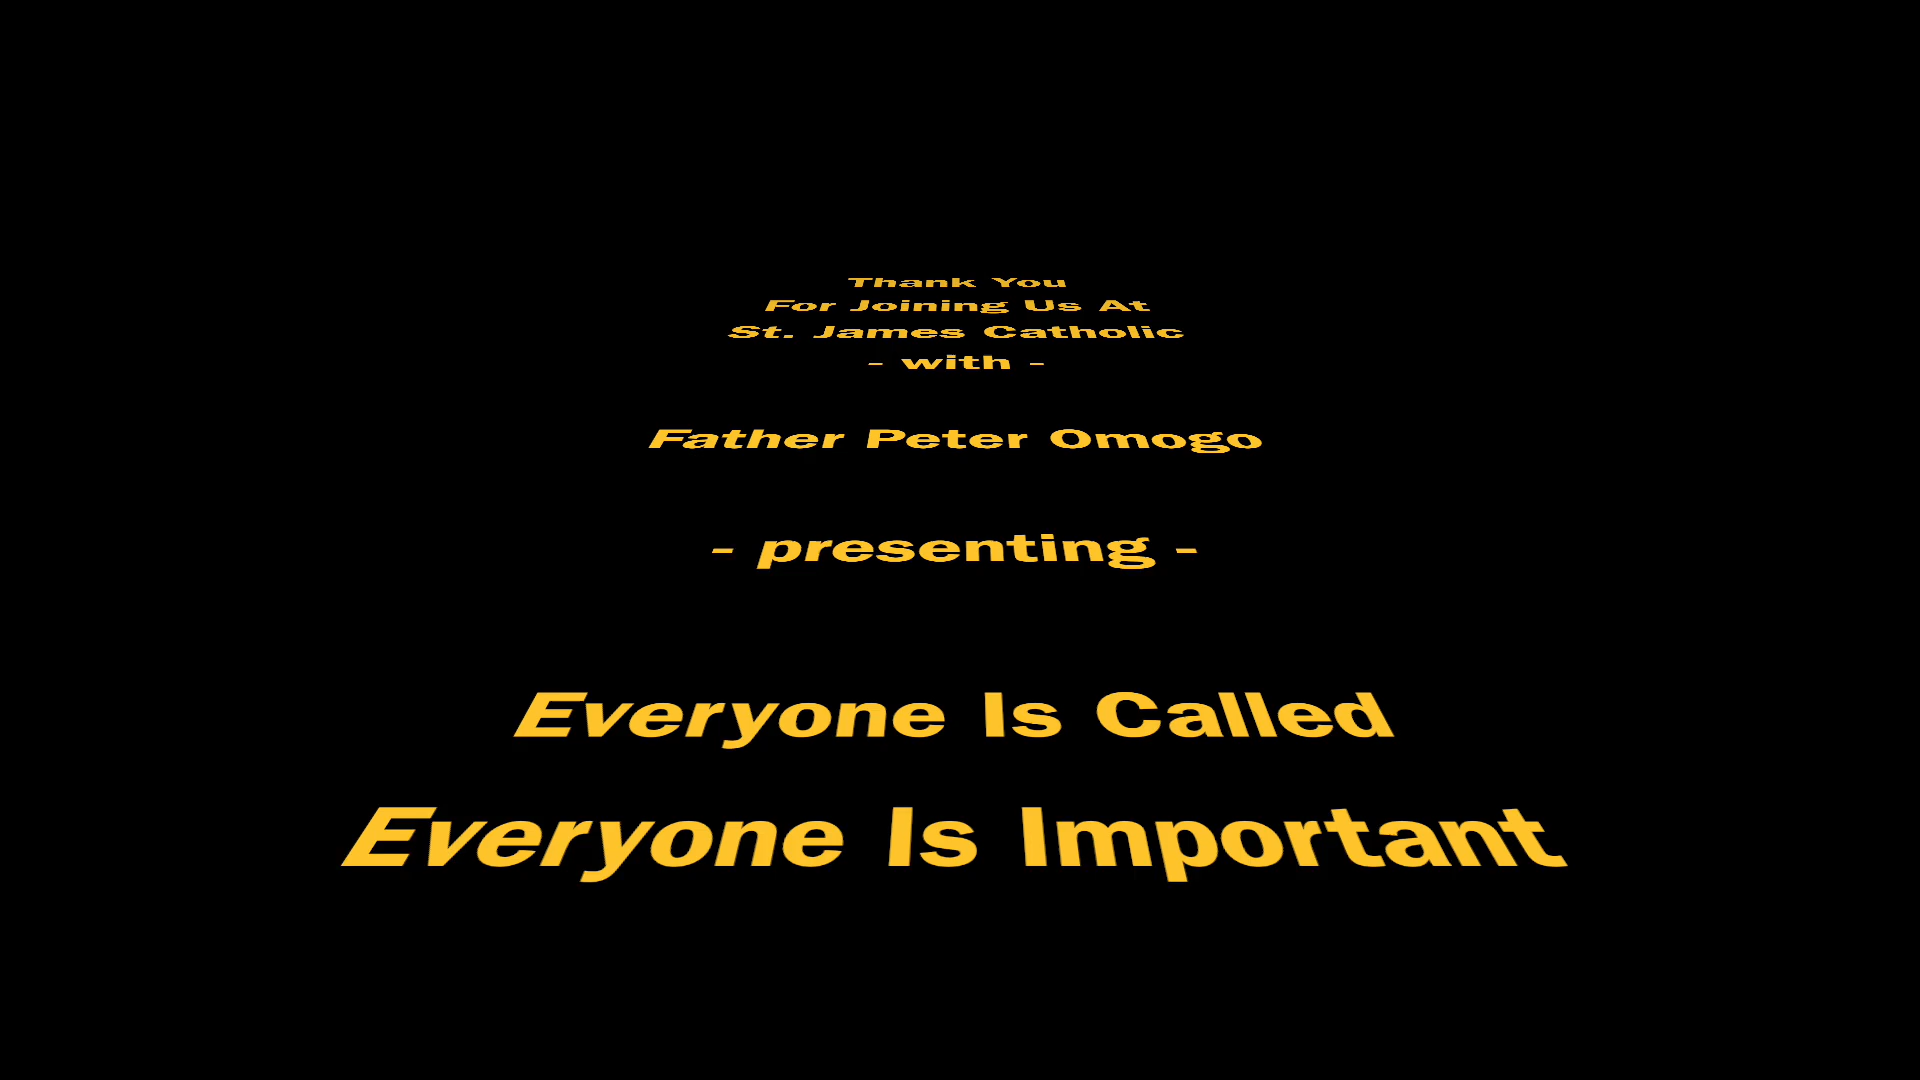 Thank You
For Joining Us At
St. James Catholic
- with -
Father Peter Omogo
- presenting -
Everyone Is Called
Everyone Is Important